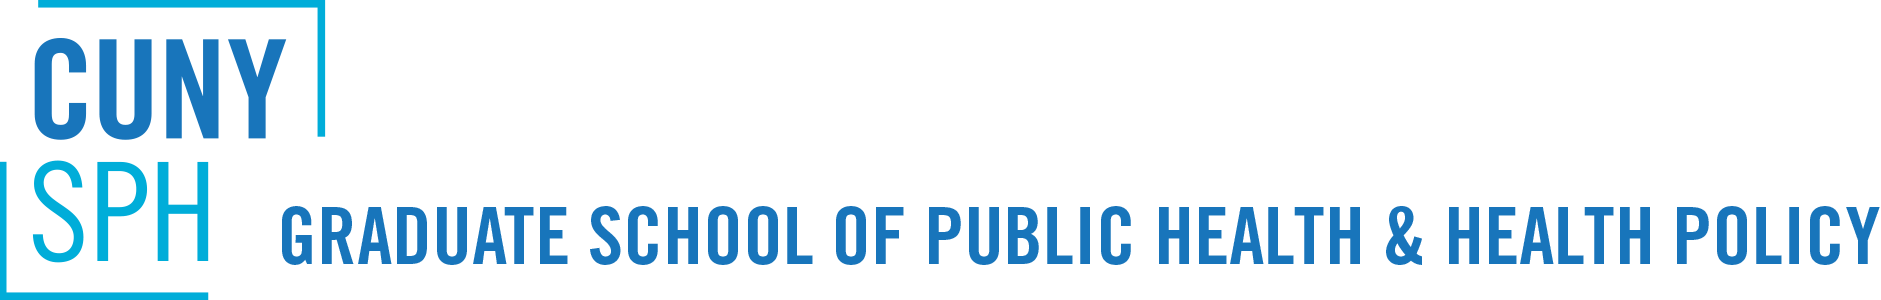 CUNY
SPH
GRADUATE SCHOOL OF PUBLIC HEALTH & HEALTH POLICY